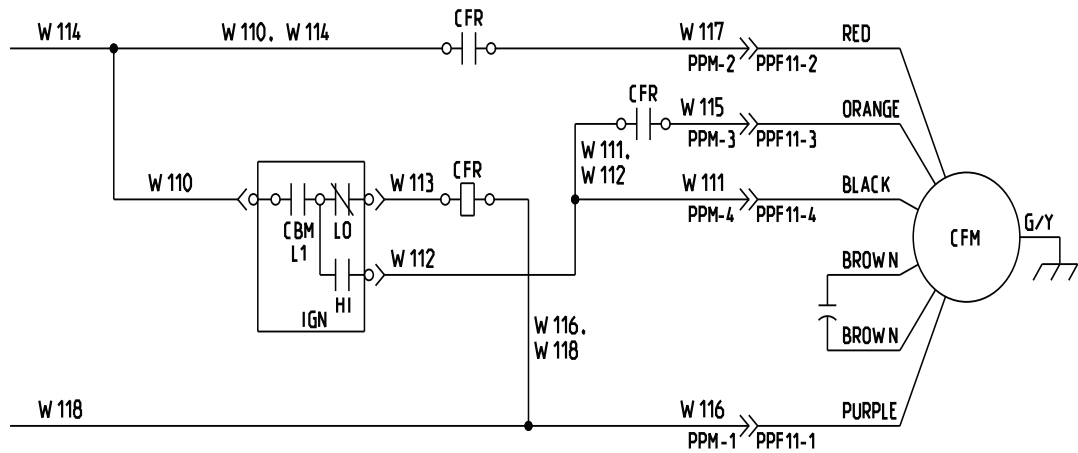 W 114
W 110. W 114
CFR
W 117
RED
PPM-2
PPF11-2
CFR
W 115
ORANGE
PPM-3
PPF11-3
W 111.
W 112
W 110
W 113
CFR
W 111
BLACK
PPM-4
PPF11-4
CBM
L1
LO
G/Y
CFM
W 112
BROWN
HI
IGN
W 116.
W 118
BROWN
W 118
W 116
PURPLE
PPM-1
PPF11-1